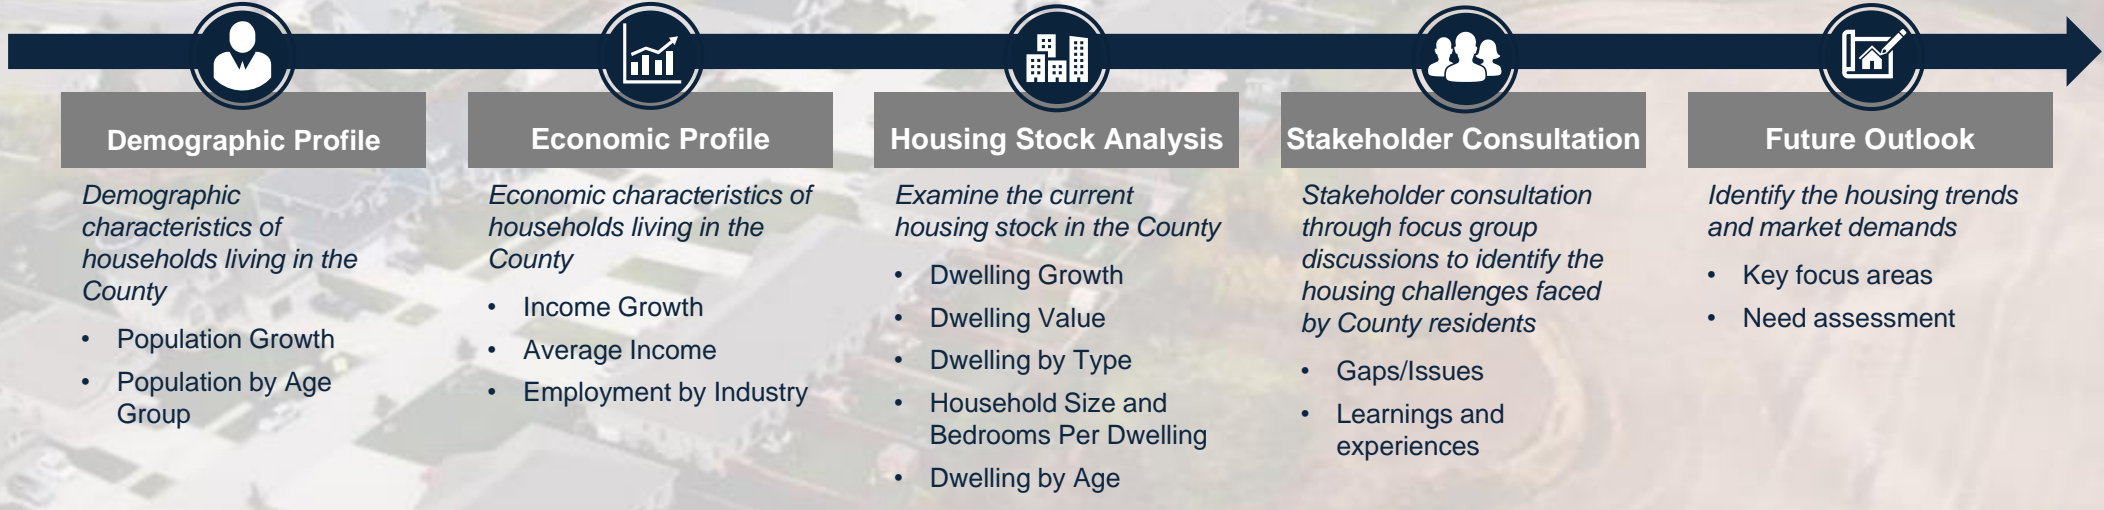 Demographic Profile
Demographic
characteristics of
households living in the
County
• Population Growth
• Population by Age
Group
Economic Profile
Economic characteristics of
households living in the
County
• Income Growth
• Average Income
• Employment by Industry
Housing Stock Analysis
Examine the current
housing stock in the County
• Dwelling Growth
• Dwelling Value
• Dwelling by Type
• Household Size and
Bedrooms Per Dwelling
• Dwelling by Age
Stakeholder Consultation
Stakeholder consultation
through focus group
discussions to identify the
housing challenges faced
by County residents
• Gaps/Issues
• Learnings and
experiences
Future Outlook
Identify the housing trends
and market demands
• Key focus areas
• Need assessment